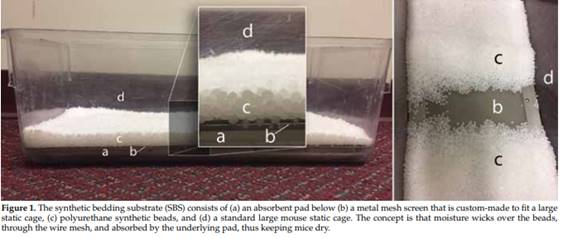 d
c
a b
d
c
a b
c
d
b
c
Figure 1. The synthetic bedding substrate (SBS) consists of (a) an absorbent pad below (b) a metal mesh screen that is custom-made to fit a large
static cage, (c) polyurethane synthetic beads, and (d) a standard large mouse static cage. The concept is that moisture wicks over the beads,
through the wire mesh, and absorbed by the underlying pad, thus keeping mice dry.